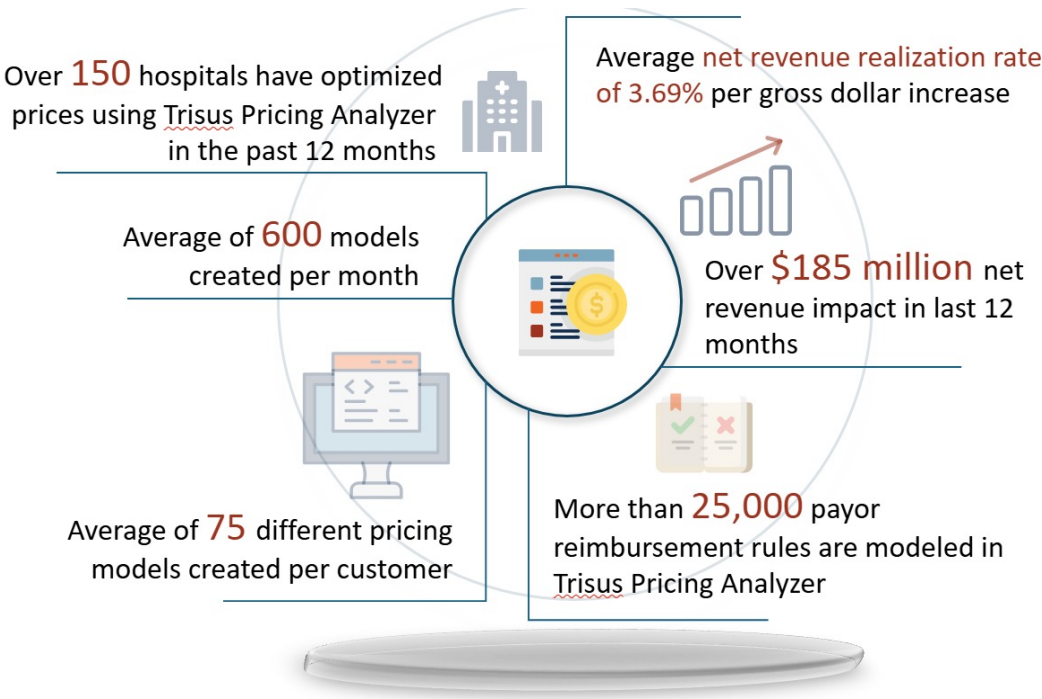 Over 150 hospitals have optimized
prices using Trisus Pricing Analyzer
in the past 12 months
Average net revenue realization rate
of 3.69% per gross dollar increase
Average of 600 models
created per month
Over $185 million net
revenue impact in last 12
months
Average of 75 different pricing
models created per customer
More than 25,000 payor
reimbursement rules are modeled in
Trisus Pricing Analyzer